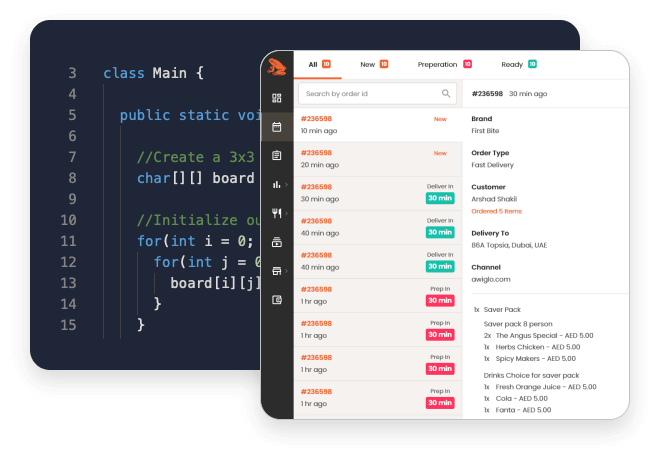 3 class Main {
4
5 public static voi
6
7 //Create a 3x3
8 char[][] board
9
10 //Initialize ou
11 for(int i = 0;
12 for(int j = 0
13 board[i][j]
14 }
15 }
All 10 New 10 Preperation 10 Ready 10
Search by order id
#236598 New
10 min ago
#236598 New
20 min ago
#236598 Deliver In
30 min ago 30 min
#236598 Deliver In
40 min ago 30 min
#236598 Deliver In
40 min ago 30 min
#236598 Prep In
1 hr ago 30 min
#236598 Prep In
1 hr ago 30 min
#236598 Prep In
1 hr ago 30 min
#236598 Prep In
1 hr ago 30 min
#236598 30 min ago
Brand
First Bite
Order Type
Fast Delivery
Customer
Arshad Shakil
Ordered 5 Items
Delivery To
86A Topsia, Dubai, UAE
Channel
awiglo.com
1x Saver Pack
Saver pack 8 person
2x The Angus Special - AED 5.00
1x Herbs Chicken - AED 5.00
1x Spicy Makers - AED 5.00
Drinks Choice for saver pack
1x Fresh Orange Juice - AED 5.00
1x Cola - AED 5.00
1x Fanta - AED 5.00